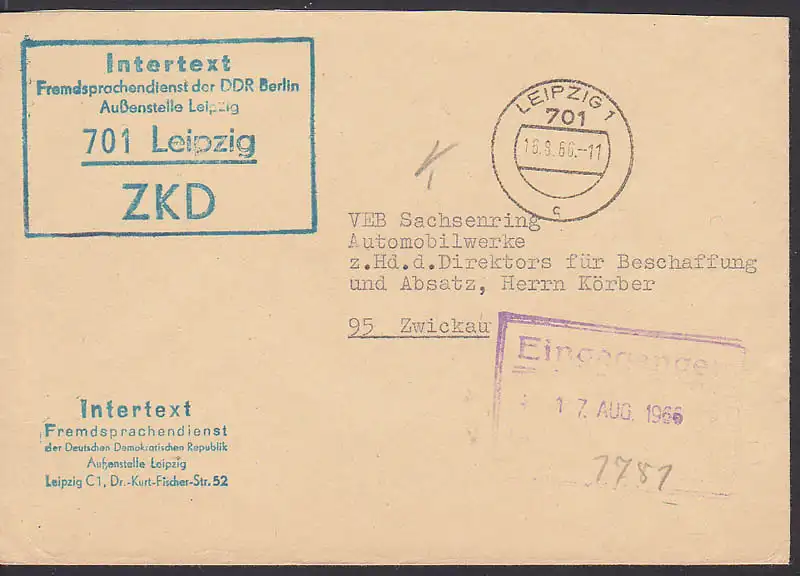 Intertext
Fremdsprachendienst der DDR Berlin
Außenstelle Leipzig
701 Leipzig
ZKD
LEIPZIG 1
701
16.8.66.-11
c
VEB Sachsenring
Automobilwerke
z.Hd.d.Direktors für Beschaffung
und Absatz, Herrn Körber
95 Zwickau
Eingegangen
17. AUG. 1966
1781
Intertext
Fremdsprachendienst
der Deutschen Demokratischen Republik
Außenstelle Leipzig
Leipzig C1, Dr.-Kurt-Fischer-Str. 52